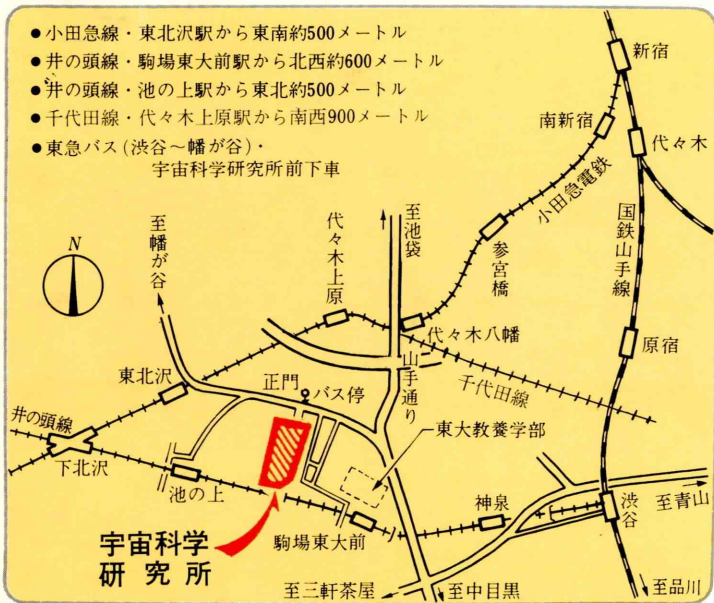 ●小田急線・東北沢駅から東南約500メートル
●井の頭線・駒場東大前駅から北西約600メートル
●井の頭線・池の上駅から東北約500メートル
●千代田線・代々木上原駅から南西900メートル
●東急バス(渋谷〜幡が谷)・
宇宙科学研究所前下車
新宿
南新宿
代々木
小田急電鉄
国鉄山手線
至池袋
参宮橋
至幡が谷
代々木上原
N
代々木八幡
原宿
山手通り
千代田線
東北沢
正門
バス停
井の頭線
東大教養学部
下北沢
池の上
神泉
渋谷
至青山
駒場東大前
宇宙科学
研究所
至三軒茶屋
至中目黒
至品川